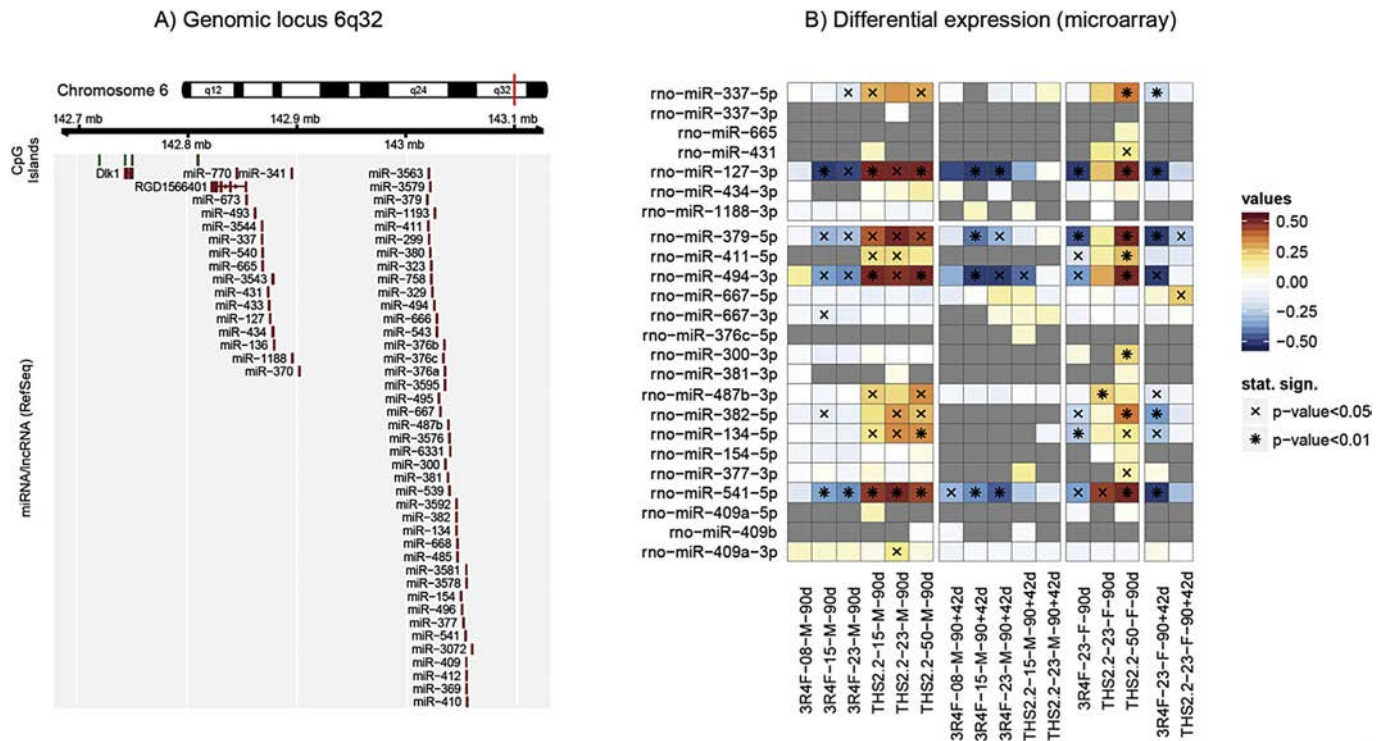 A) Genomic locus 6q32
Chromosome 6
q12
q24
q32
142.7 mb
142.9 mb
143.1 mb
142.8 mb
143 mb
CpG
Islands
miRNA/lncRNA (RefSeq)
Dlk1
miR-770
miR-341
RGD1566401
miR-673
miR-493
miR-3544
miR-337
miR-540
miR-665
miR-3543
miR-431
miR-433
miR-127
miR-434
miR-136
miR-1188
miR-370
miR-3563
miR-3579
miR-379
miR-1193
miR-411
miR-299
miR-380
miR-323
miR-758
miR-329
miR-494
miR-666
miR-543
miR-376b
miR-376c
miR-376a
miR-3595
miR-495
miR-667
miR-487b
miR-3576
miR-6331
miR-300
miR-381
miR-539
miR-3592
miR-382
miR-134
miR-668
miR-485
miR-3581
miR-3578
miR-154
miR-496
miR-377
miR-541
miR-3072
miR-409
miR-412
miR-369
miR-410
B) Differential expression (microarray)
rno-miR-337-5p
rno-miR-337-3p
rno-miR-665
rno-miR-431
rno-miR-127-3p
rno-miR-434-3p
rno-miR-1188-3p
rno-miR-379-5p
rno-miR-411-5p
rno-miR-494-3p
rno-miR-667-5p
rno-miR-667-3p
rno-miR-376c-5p
rno-miR-300-3p
rno-miR-381-3p
rno-miR-487b-3p
rno-miR-382-5p
rno-miR-134-5p
rno-miR-154-5p
rno-miR-377-3p
rno-miR-541-5p
rno-miR-409a-5p
rno-miR-409b
rno-miR-409a-3p
3R4F-08-M-90d
3R4F-15-M-90d
3R4F-23-M-90d
THS2.2-15-M-90d
THS2.2-23-M-90d
THS2.2-50-M-90d
3R4F-08-M-90+42d
3R4F-15-M-90+42d
3R4F-23-M-90+42d
THS2.2-15-M-90+42d
THS2.2-23-M-90+42d
3R4F-23-F-90d
THS2.2-23-F-90d
THS2.2-50-F-90d
3R4F-23-F-90+42d
THS2.2-23-F-90+42d
values
0.50
0.25
0.00
-0.25
-0.50
stat. sign.
p-value<0.05
p-value<0.01